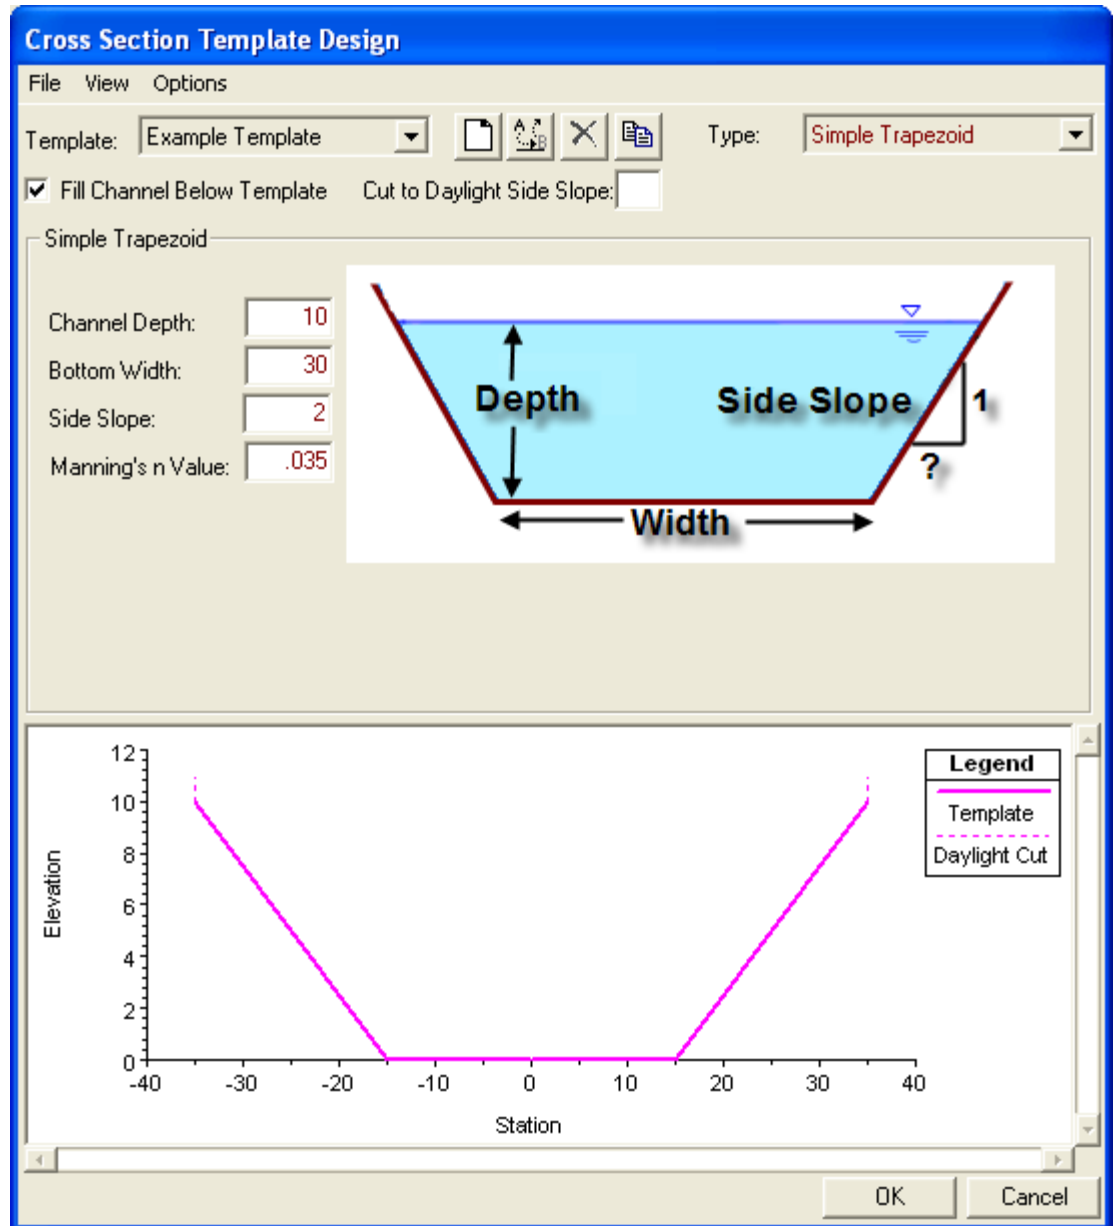 Cross Section Template Design
File View Options
Template: Example Template Type: Simple Trapezoid
Fill Channel Below Template Cut to Daylight Side Slope:
Simple Trapezoid
Channel Depth: 10
Bottom Width: 30
Side Slope: 2
Manning's n Value: .035
Depth Side Slope 1
?
Width
12
10
8
6
4
2
0
Elevation
-40 -30 -20 -10 0 10 20 30 40
Station
Legend
Template
Daylight Cut
OK Cancel